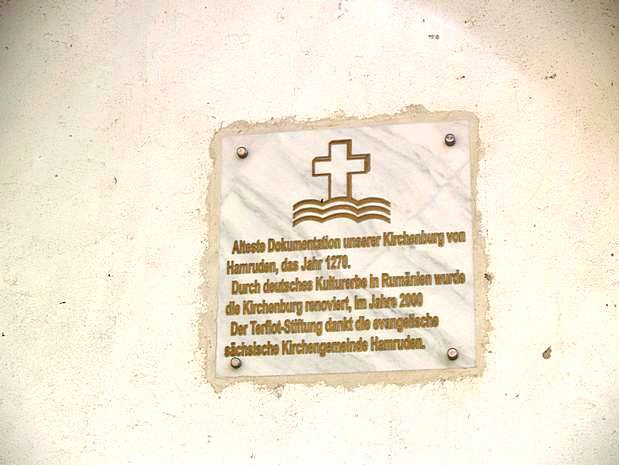 Älteste Dokumentation unserer Kirchenburg von
Hamruden, das Jahr 1270.
Durch deutsches Kulturerbe in Rumänien wurde
die Kirchenburg renoviert, im Jahre 2000
Der Terflot-Stiftung dankt die evangelische
sächsische Kirchengemeinde Hamruden.